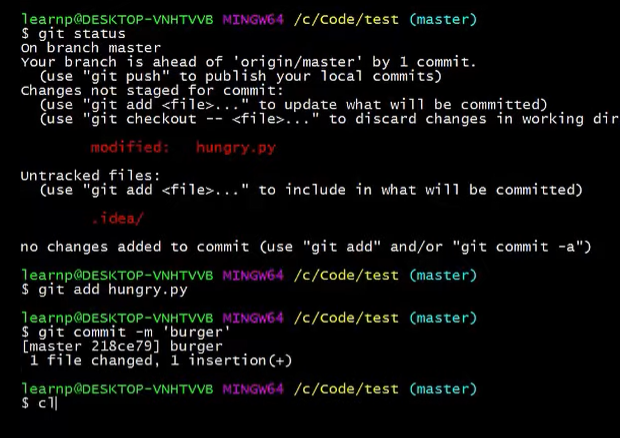 learnp@DESKTOP-VNHTVVB MINGW64 /c/Code/test (master)
$ git status
On branch master
Your branch is ahead of 'origin/master' by 1 commit.
  (use "git push" to publish your local commits)
Changes not staged for commit:
  (use "git add <file>..." to update what will be committed)
  (use "git checkout -- <file>..." to discard changes in working dir
        modified:   hungry.py
Untracked files:
  (use "git add <file>..." to include in what will be committed)
        .idea/
no changes added to commit (use "git add" and/or "git commit -a")
learnp@DESKTOP-VNHTVVB MINGW64 /c/Code/test (master)
$ git add hungry.py
learnp@DESKTOP-VNHTVVB MINGW64 /c/Code/test (master)
$ git commit -m 'burger'
[master 218ce79] burger
 1 file changed, 1 insertion(+)
learnp@DESKTOP-VNHTVVB MINGW64 /c/Code/test (master)
$ cl